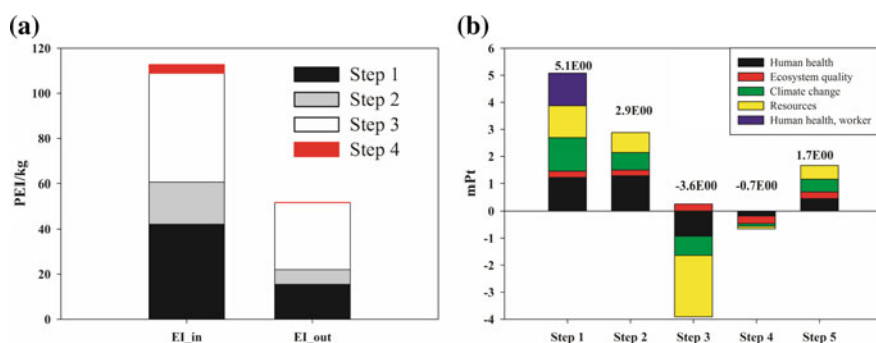 (a)
120
100
80
60
40
20
0
PEI/kg
EI_in
EI_out
Step 1
Step 2
Step 3
Step 4
(b)
6
5
4
3
2
1
0
-1
-2
-3
-4
mPt
5.1E00
2.9E00
-3.6E00
-0.7E00
1.7E00
Human health
Ecosystem quality
Climate change
Resources
Human health, worker
Step 1
Step 2
Step 3
Step 4
Step 5